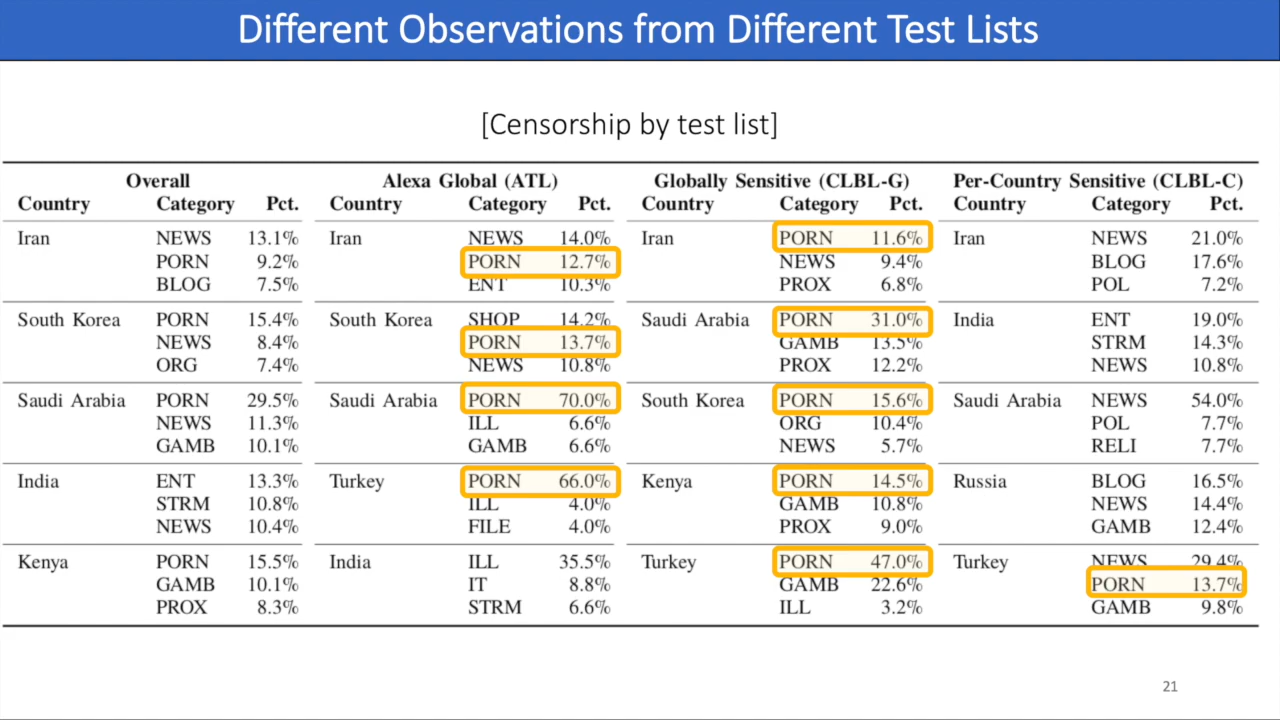 Different Observations from Different Test Lists
[Censorship by test list]
Overall Alexa Global (ATL) Globally Sensitive (CLBL-G) Per-Country Sensitive (CLBL-C)
Country Category Pct. Country Category Pct. Country Category Pct. Country Category Pct.
Iran NEWS 13.1% Iran NEWS 14.0% Iran PORN 11.6% Iran NEWS 21.0%
PORN 9.2% PORN 12.7% NEWS 9.4% BLOG 17.6%
BLOG 7.5% ENT 10.3% PROX 6.8% POL 7.2%
South Korea PORN 15.4% South Korea SHOP 14.2% Saudi Arabia PORN 31.0% India ENT 19.0%
NEWS 8.4% PORN 13.7% GAMB 13.5% STRM 14.3%
ORG 7.4% NEWS 10.8% PROX 12.2% NEWS 10.8%
Saudi Arabia PORN 29.5% Saudi Arabia PORN 70.0% South Korea PORN 15.6% Saudi Arabia NEWS 54.0%
NEWS 11.3% ILL 6.6% ORG 10.4% POL 7.7%
GAMB 10.1% GAMB 6.6% NEWS 5.7% RELI 7.7%
India ENT 13.3% Turkey PORN 66.0% Kenya PORN 14.5% Russia BLOG 16.5%
STRM 10.8% ILL 4.0% GAMB 10.8% NEWS 14.4%
NEWS 10.4% FILE 4.0% PROX 9.0% GAMB 12.4%
Kenya PORN 15.5% India ILL 35.5% Turkey PORN 47.0% Turkey NEWS 29.4%
GAMB 10.1% IT 8.8% GAMB 22.6% PORN 13.7%
PROX 8.3% STRM 6.6% ILL 3.2% GAMB 9.8%
21